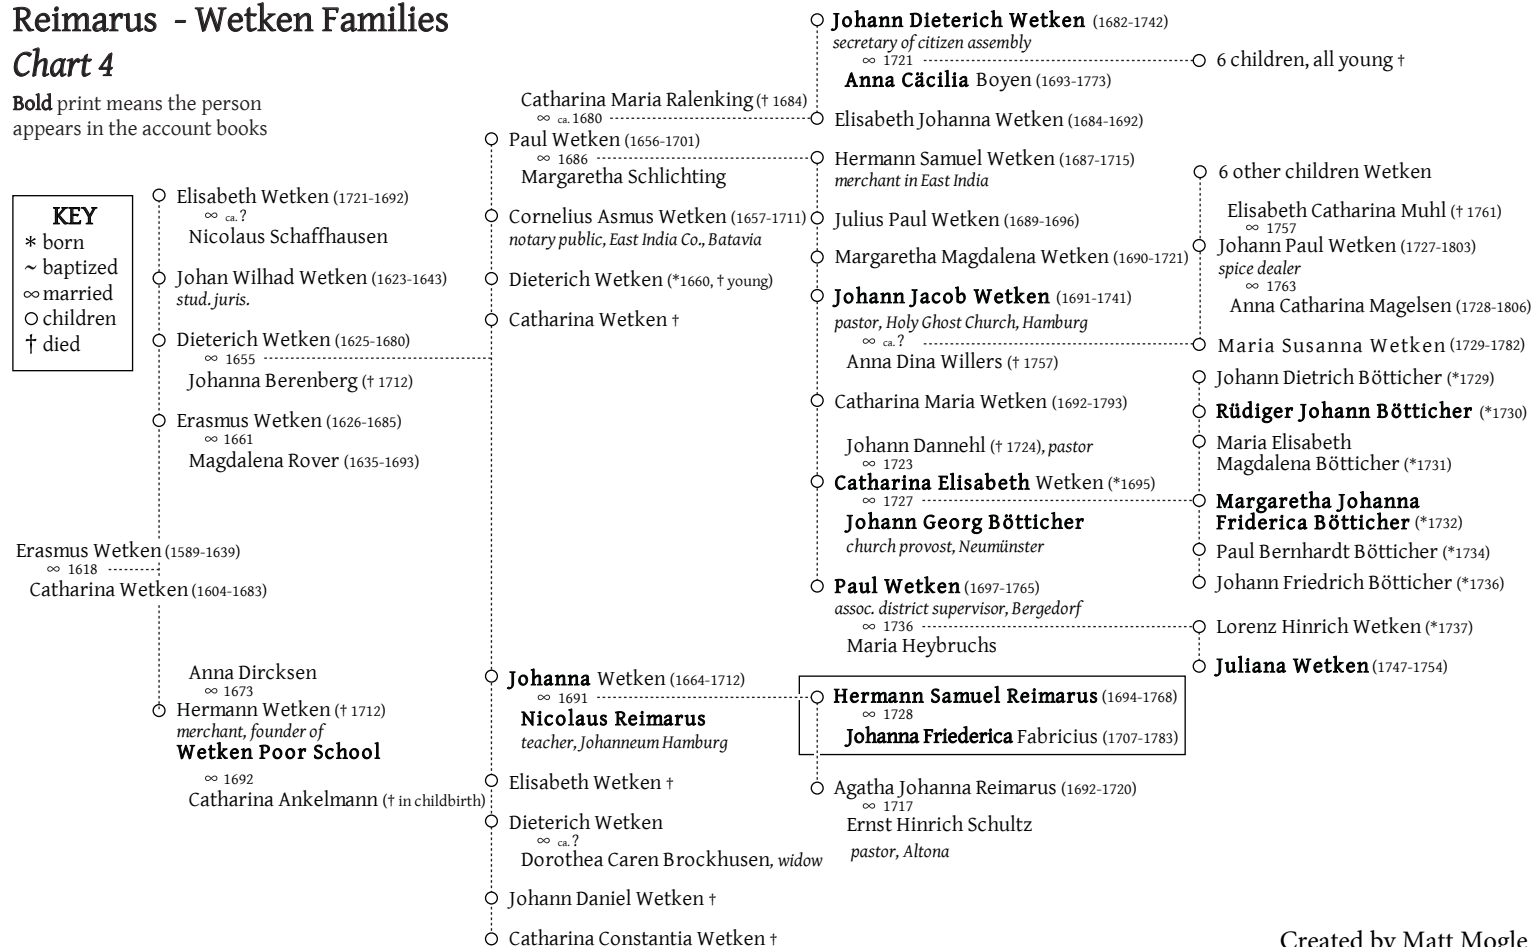 Reimarus - Wetken Families
Chart 4
Bold print means the person
appears in the account books
KEY
* born
~ baptized
∞ married
O children
† died
Elisabeth Wetken (1721-1692)
∞ ca. ?
Nicolaus Schaffhausen
Johan Wilhad Wetken (1623-1643)
stud. juris.
Dieterich Wetken (1625-1680)
∞ 1655
Johanna Berenberg († 1712)
Erasmus Wetken (1626-1685)
∞ 1661
Magdalena Rover (1635-1693)
Erasmus Wetken (1589-1639)
∞ 1618
Catharina Wetken (1604-1683)
Anna Dircksen
∞ 1673
Hermann Wetken († 1712)
merchant, founder of
Wetken Poor School
∞ 1692
Catharina Ankelmann († in childbirth)
Catharina Maria Ralenking († 1684)
∞ ca. 1680
Paul Wetken (1656-1701)
∞ 1686
Margaretha Schlichting
Cornelius Asmus Wetken (1657-1711)
notary public, East India Co., Batavia
Dieterich Wetken (*1660, † young)
Catharina Wetken †
Johanna Wetken (1664-1712)
∞ 1691
Nicolaus Reimarus
teacher, Johanneum Hamburg
Elisabeth Wetken †
Dieterich Wetken
∞ ca. ?
Dorothea Caren Brockhusen, widow
Johann Daniel Wetken †
Catharina Constantia Wetken †
Johann Dieterich Wetken (1682-1742)
secretary of citizen assembly
∞ 1721
Anna Cäcilia Boyen (1693-1773)
Elisabeth Johanna Wetken (1684-1692)
Hermann Samuel Wetken (1687-1715)
merchant in East India
Julius Paul Wetken (1689-1696)
Margaretha Magdalena Wetken (1690-1721)
Johann Jacob Wetken (1691-1741)
pastor, Holy Ghost Church, Hamburg
∞ ca. ?
Anna Dina Willers († 1757)
Catharina Maria Wetken (1692-1793)
Johann Dannehl († 1724), pastor
∞ 1723
Catharina Elisabeth Wetken (*1695)
∞ 1727
Johann Georg Bötticher
church provost, Neumünster
Paul Wetken (1697-1765)
assoc. district supervisor, Bergedorf
∞ 1736
Maria Heybruchs
Hermann Samuel Reimarus (1694-1768)
∞ 1728
Johanna Friederica Fabricius (1707-1783)
Agatha Johanna Reimarus (1692-1720)
∞ 1717
Ernst Hinrich Schultz
pastor, Altona
6 children, all young †
6 other children Wetken
Elisabeth Catharina Muhl († 1761)
∞ 1757
Johann Paul Wetken (1727-1803)
spice dealer
∞ 1763
Anna Catharina Magelsen (1728-1806)
Maria Susanna Wetken (1729-1782)
Johann Dietrich Bötticher (*1729)
Rüdiger Johann Bötticher (*1730)
Maria Elisabeth
Magdalena Bötticher (*1731)
Margaretha Johanna
Friderica Bötticher (*1732)
Paul Bernhardt Bötticher (*1734)
Johann Friedrich Bötticher (*1736)
Lorenz Hinrich Wetken (*1737)
Juliana Wetken (1747-1754)
Created by Matt Mogle